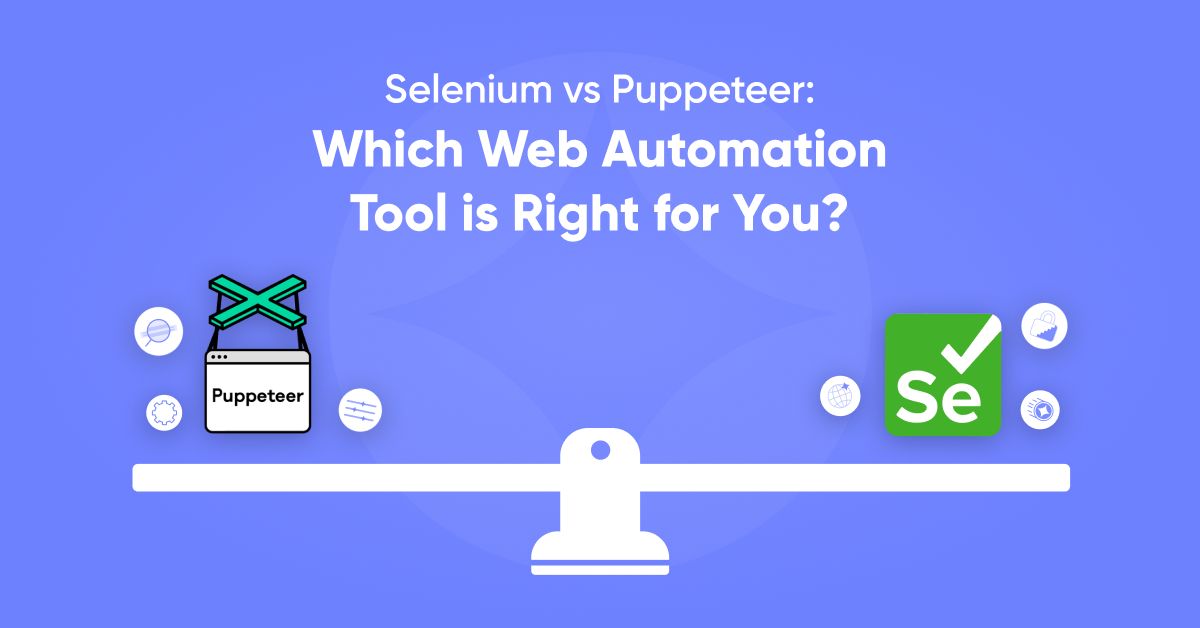 Selenium vs Puppeteer:
Which Web Automation
Tool is Right for You?
Puppeteer
Se